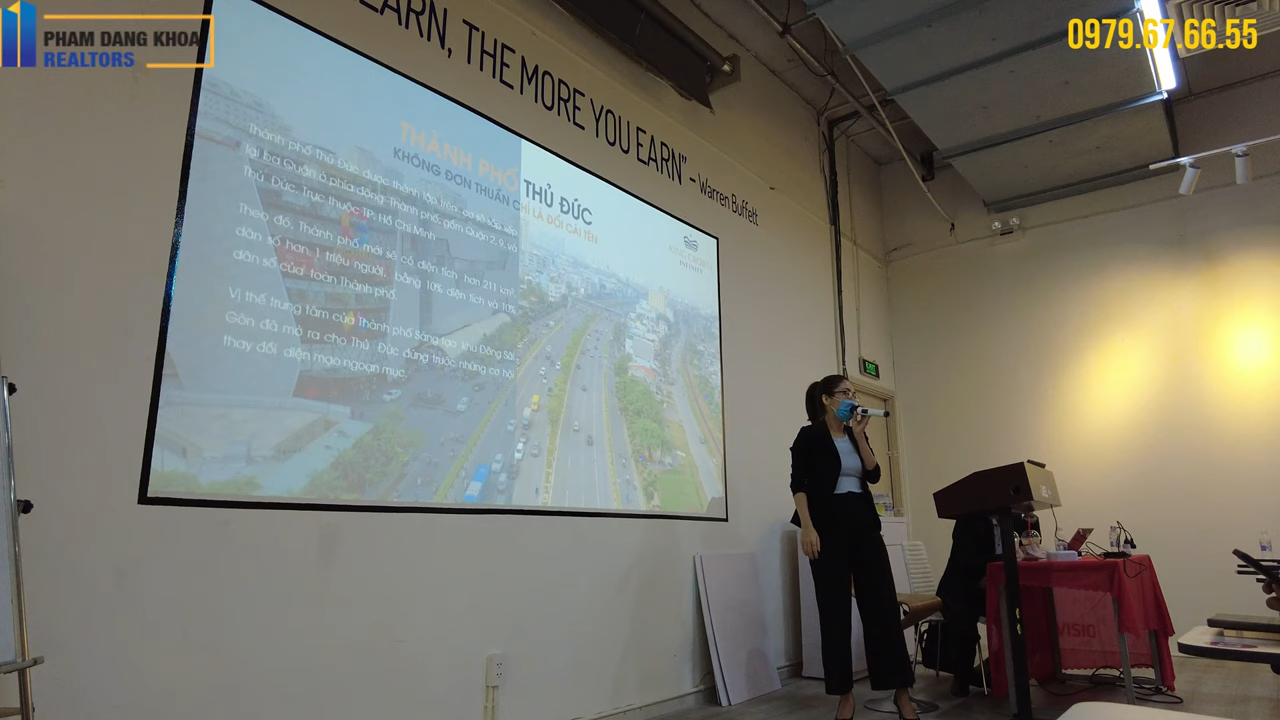 PHAM DANG KHOA
REALTORS
0979.67.66.55
EARN, THE MORE YOU EARN" - Warren Buffett
THÀNH PHỐ THỦ ĐỨC
KHÔNG ĐƠN THUẦN CHỈ LÀ ĐỔI CÁI TÊN
Thành phố Thủ Đức được thành lập trên cơ sở sắp xếp
lại ba Quận ở phía đông Thành phố, gồm Quận 2, 9, và
Thủ Đức. Trực thuộc TP. Hồ Chí Minh
Theo đó, Thành phố mới sẽ có diện tích hơn 211 km²,
dân số hơn 1 triệu người, bằng 10% diện tích và 10%
dân số của toàn Thành phố.
Vị thế trung tâm của Thành phố Sáng tạo khu Đông Sài
Gòn đã mở ra cho Thủ Đức đứng trước những cơ hội
thay đổi diện mạo ngoạn mục.
INFINITY
EXIT
VISIO